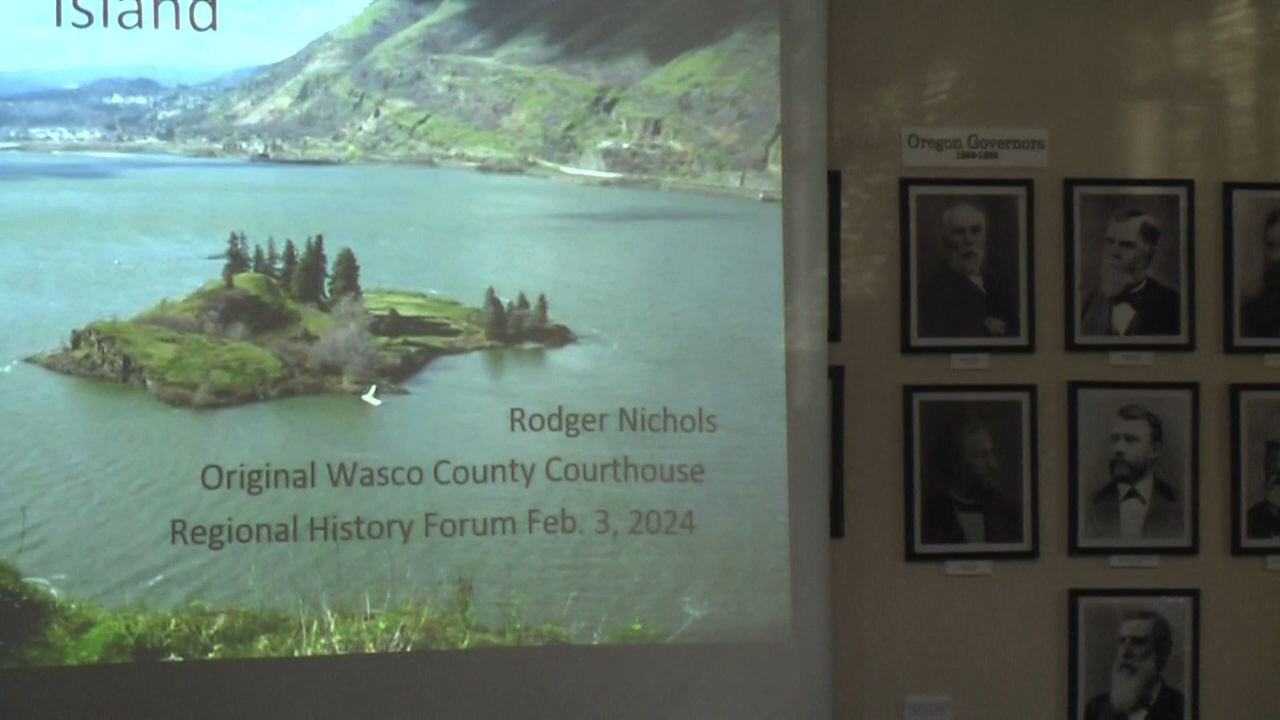 Island
Rodger Nichols
Original Wasco County Courthouse
Regional History Forum Feb. 3, 2024
Oregon Governors